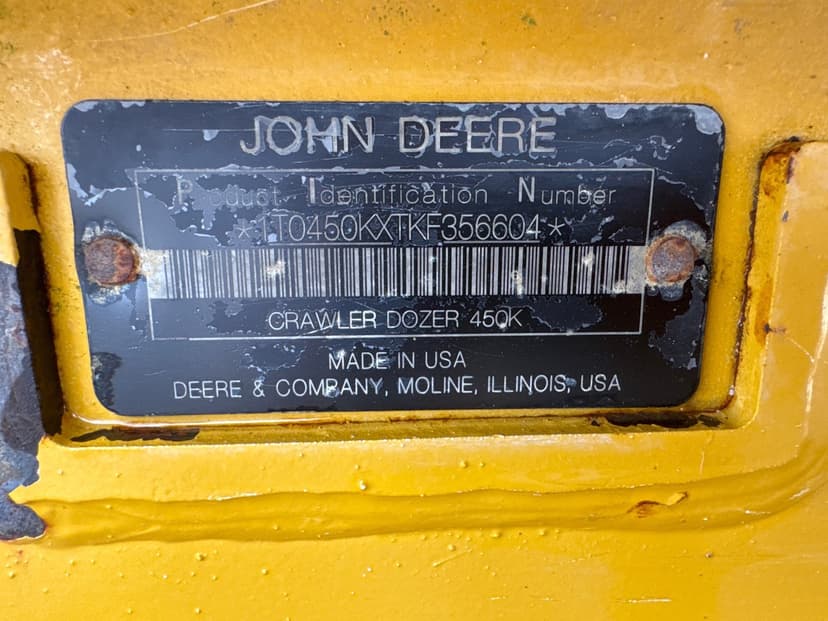 JOHN DEERE
Product Identification Number
*1T0450KXTKF356604*
CRAWLER DOZER 450K
MADE IN USA
DEERE & COMPANY, MOLINE, ILLINOIS, USA